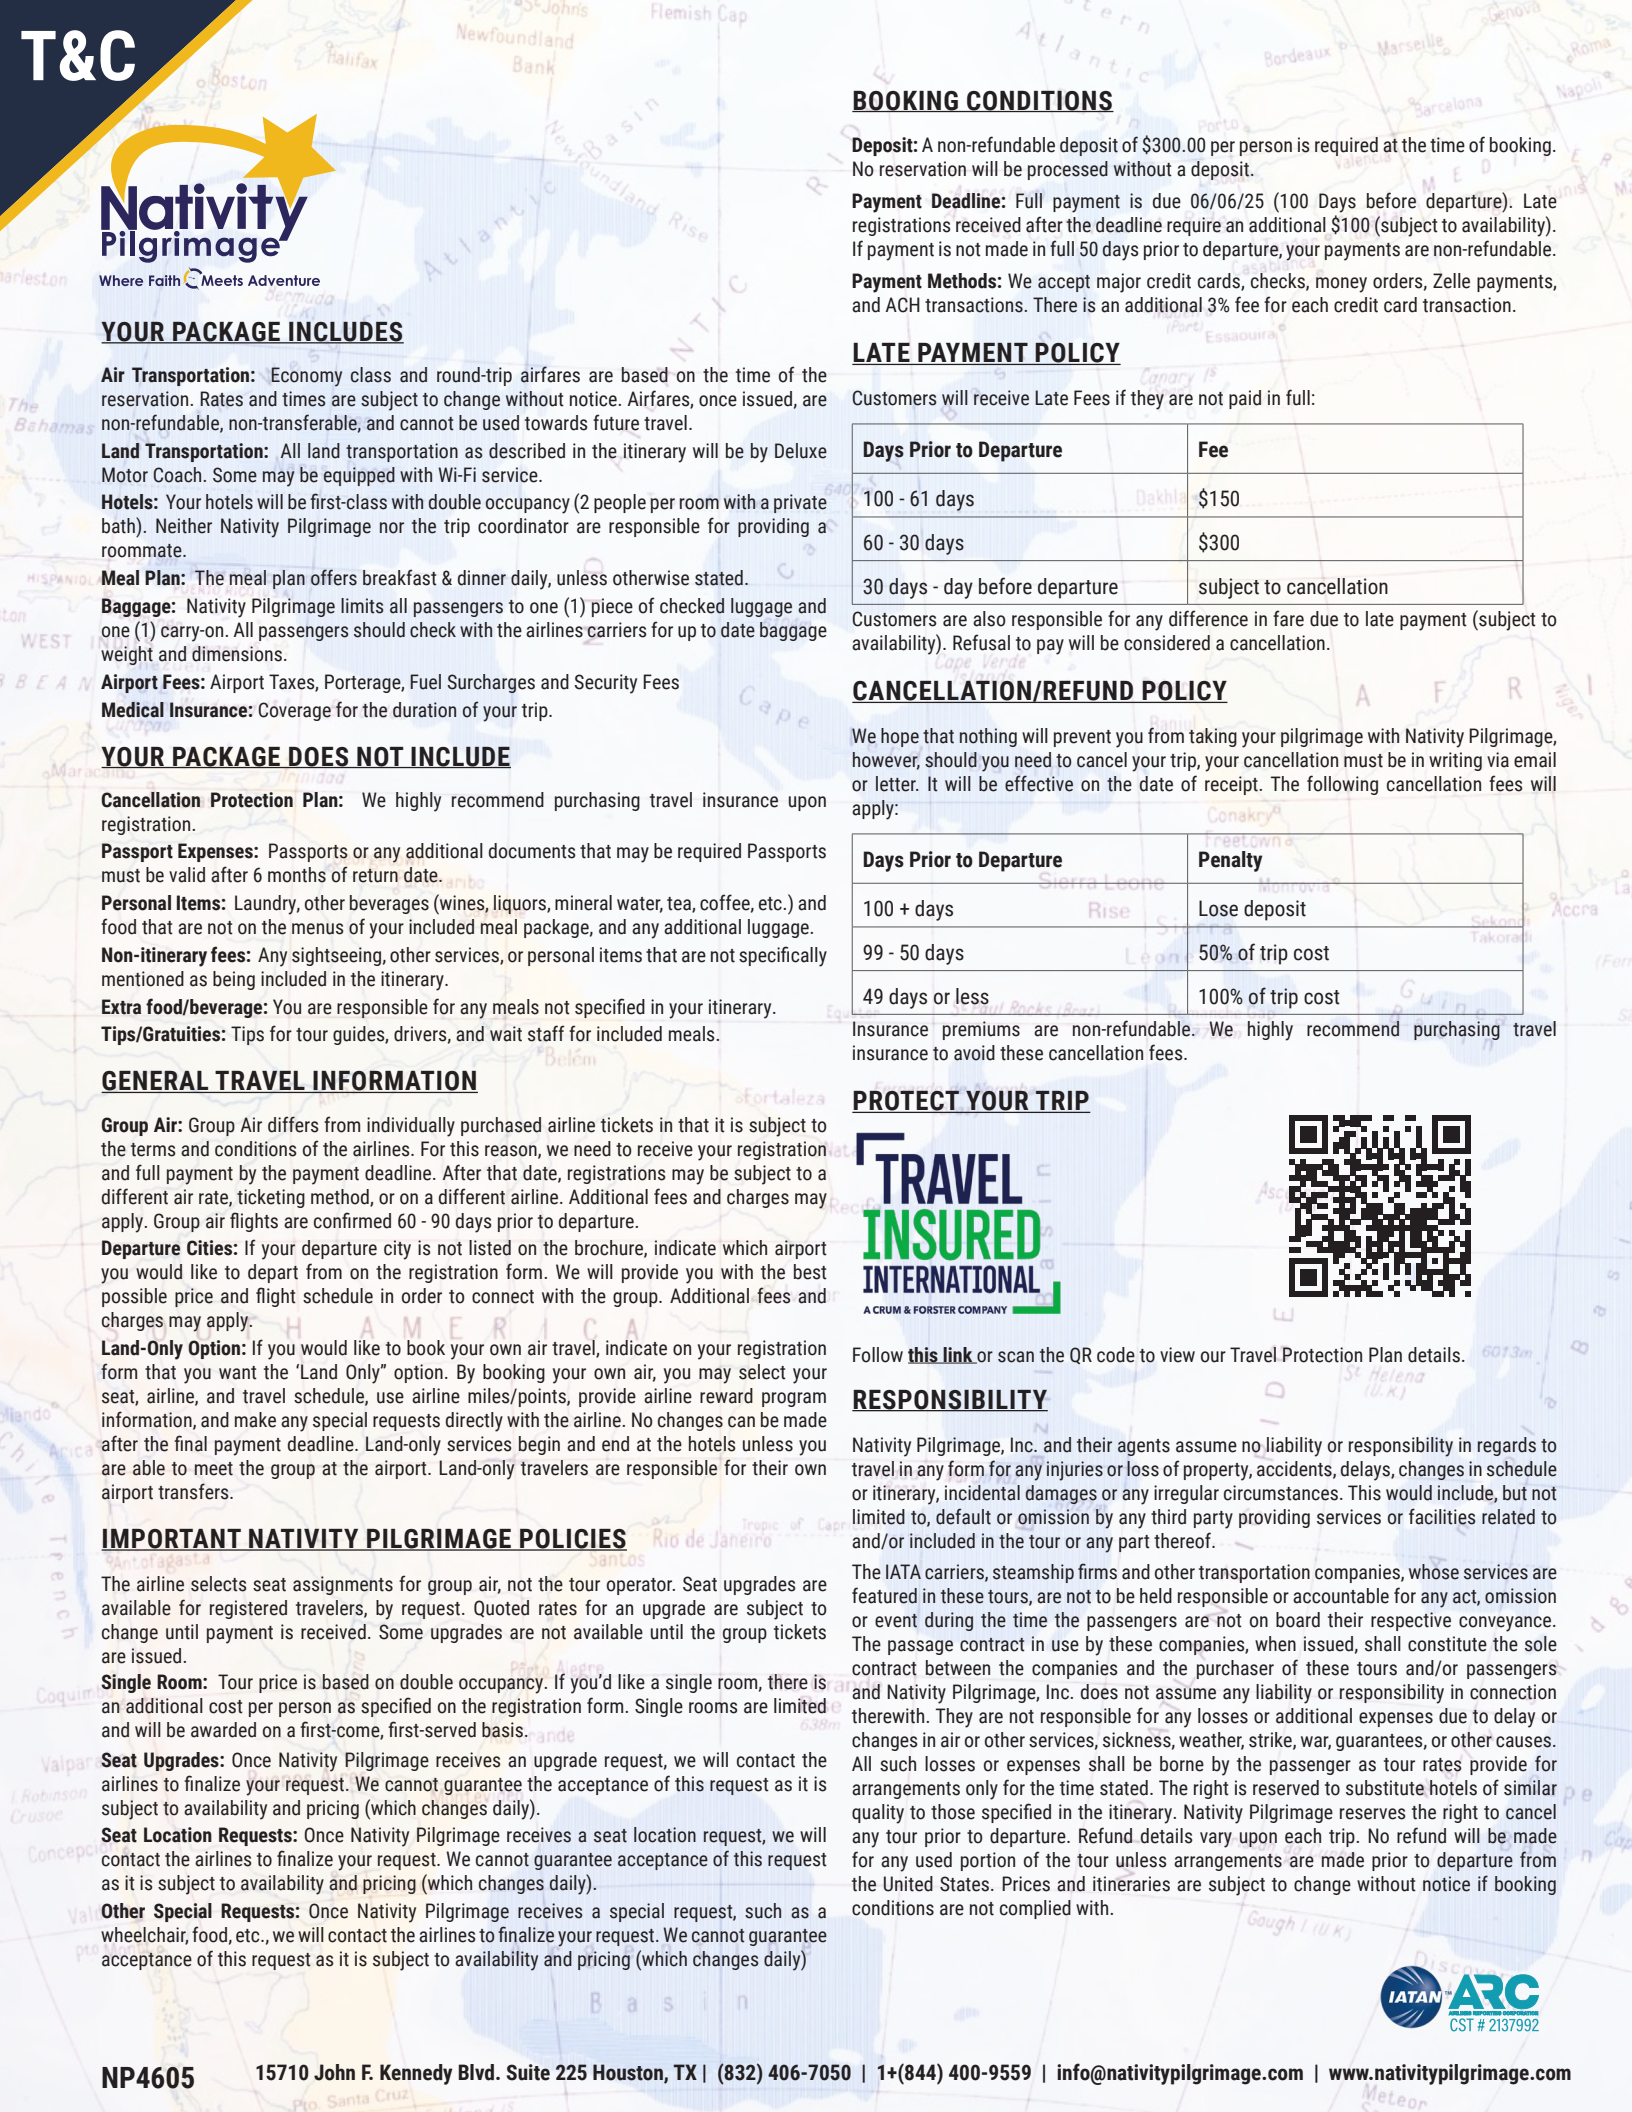 T&C
Nativity
Pilgrimage
Where Faith Meets Adventure
YOUR PACKAGE INCLUDES
Air Transportation: Economy class and round-trip airfares are based on the time of the
reservation. Rates and times are subject to change without notice. Airfares, once issued, are
non-refundable, non-transferable, and cannot be used towards future travel.
Land Transportation: All land transportation as described in the itinerary will be by Deluxe
Motor Coach. Some may be equipped with Wi-Fi service.
Hotels: Your hotels will be first-class with double occupancy (2 people per room with a private
bath). Neither Nativity Pilgrimage nor the trip coordinator are responsible for providing a
roommate.
Meal Plan: The meal plan offers breakfast & dinner daily, unless otherwise stated.
Baggage: Nativity Pilgrimage limits all passengers to one (1) piece of checked luggage and
one (1) carry-on. All passengers should check with the airlines carriers for up to date baggage
weight and dimensions.
Airport Fees: Airport Taxes, Porterage, Fuel Surcharges and Security Fees
Medical Insurance: Coverage for the duration of your trip.
YOUR PACKAGE DOES NOT INCLUDE
Cancellation Protection Plan: We highly recommend purchasing travel insurance upon
registration.
Passport Expenses: Passports or any additional documents that may be required Passports
must be valid after 6 months of return date.
Personal Items: Laundry, other beverages (wines, liquors, mineral water, tea, coffee, etc.) and
food that are not on the menus of your included meal package, and any additional luggage.
Non-itinerary fees: Any sightseeing, other services, or personal items that are not specifically
mentioned as being included in the itinerary.
Extra food/beverage: You are responsible for any meals not specified in your itinerary.
Tips/Gratuities: Tips for tour guides, drivers, and wait staff for included meals.
GENERAL TRAVEL INFORMATION
Group Air: Group Air differs from individually purchased airline tickets in that it is subject to
the terms and conditions of the airlines. For this reason, we need to receive your registration
and full payment by the payment deadline. After that date, registrations may be subject to a
different air rate, ticketing method, or on a different airline. Additional fees and charges may
apply. Group air flights are confirmed 60 - 90 days prior to departure.
Departure Cities: If your departure city is not listed on the brochure, indicate which airport
you would like to depart from on the registration form. We will provide you with the best
possible price and flight schedule in order to connect with the group. Additional fees and
charges may apply.
Land-Only Option: If you would like to book your own air travel, indicate on your registration
form that you want the ‘Land Only” option. By booking your own air, you may select your
seat, airline, and travel schedule, use airline miles/points, provide airline reward program
information, and make any special requests directly with the airline. No changes can be made
after the final payment deadline. Land-only services begin and end at the hotels unless you
are able to meet the group at the airport. Land-only travelers are responsible for their own
airport transfers.
IMPORTANT NATIVITY PILGRIMAGE POLICIES
The airline selects seat assignments for group air, not the tour operator. Seat upgrades are
available for registered travelers, by request. Quoted rates for an upgrade are subject to
change until payment is received. Some upgrades are not available until the group tickets
are issued.
Single Room: Tour price is based on double occupancy. If you’d like a single room, there is
an additional cost per person as specified on the registration form. Single rooms are limited
and will be awarded on a first-come, first-served basis.
Seat Upgrades: Once Nativity Pilgrimage receives an upgrade request, we will contact the
airlines to finalize your request. We cannot guarantee the acceptance of this request as it is
subject to availability and pricing (which changes daily).
Seat Location Requests: Once Nativity Pilgrimage receives a seat location request, we will
contact the airlines to finalize your request. We cannot guarantee acceptance of this request
as it is subject to availability and pricing (which changes daily).
Other Special Requests: Once Nativity Pilgrimage receives a special request, such as a
wheelchair, food, etc., we will contact the airlines to finalize your request. We cannot guarantee
acceptance of this request as it is subject to availability and pricing (which changes daily)
BOOKING CONDITIONS
Deposit: A non-refundable deposit of $300.00 per person is required at the time of booking.
No reservation will be processed without a deposit.
Payment Deadline: Full payment is due 06/06/25 (100 Days before departure). Late
registrations received after the deadline require an additional $100 (subject to availability).
If payment is not made in full 50 days prior to departure, your payments are non-refundable.
Payment Methods: We accept major credit cards, checks, money orders, Zelle payments,
and ACH transactions. There is an additional 3% fee for each credit card transaction.
LATE PAYMENT POLICY
Customers will receive Late Fees if they are not paid in full:
Days Prior to Departure Fee
100 - 61 days $150
60 - 30 days $300
30 days - day before departure subject to cancellation
Customers are also responsible for any difference in fare due to late payment (subject to
availability). Refusal to pay will be considered a cancellation.
CANCELLATION/REFUND POLICY
We hope that nothing will prevent you from taking your pilgrimage with Nativity Pilgrimage,
however, should you need to cancel your trip, your cancellation must be in writing via email
or letter. It will be effective on the date of receipt. The following cancellation fees will
apply:
Days Prior to Departure Penalty
100 + days Lose deposit
99 - 50 days 50% of trip cost
49 days or less 100% of trip cost
Insurance premiums are non-refundable. We highly recommend purchasing travel
insurance to avoid these cancellation fees.
PROTECT YOUR TRIP
TRAVEL
INSURED
INTERNATIONAL
A CRUM & FORSTER COMPANY
Follow this link or scan the QR code to view our Travel Protection Plan details.
RESPONSIBILITY
Nativity Pilgrimage, Inc. and their agents assume no liability or responsibility in regards to
travel in any form for any injuries or loss of property, accidents, delays, changes in schedule
or itinerary, incidental damages or any irregular circumstances. This would include, but not
limited to, default or omission by any third party providing services or facilities related to
and/or included in the tour or any part thereof.
The IATA carriers, steamship firms and other transportation companies, whose services are
featured in these tours, are not to be held responsible or accountable for any act, omission
or event during the time the passengers are not on board their respective conveyance.
The passage contract in use by these companies, when issued, shall constitute the sole
contract between the companies and the purchaser of these tours and/or passengers
and Nativity Pilgrimage, Inc. does not assume any liability or responsibility in connection
therewith. They are not responsible for any losses or additional expenses due to delay or
changes in air or other services, sickness, weather, strike, war, guarantees, or other causes.
All such losses or expenses shall be borne by the passenger as tour rates provide for
arrangements only for the time stated. The right is reserved to substitute hotels of similar
quality to those specified in the itinerary. Nativity Pilgrimage reserves the right to cancel
any tour prior to departure. Refund details vary upon each trip. No refund will be made
for any used portion of the tour unless arrangements are made prior to departure from
the United States. Prices and itineraries are subject to change without notice if booking
conditions are not complied with.
IATAN™ ARC
AIRLINES REPORTING CORPORATION
CST # 2137992
NP4605 15710 John F. Kennedy Blvd. Suite 225 Houston, TX | (832) 406-7050 | 1+(844) 400-9559 | info@nativitypilgrimage.com | www.nativitypilgrimage.com